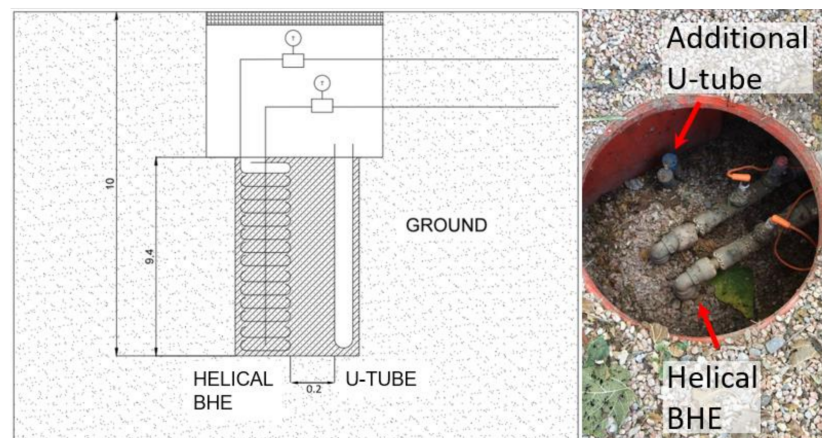 T
T
10
9.4
GROUND
HELICAL
BHE
0.2
U-TUBE
Additional
U-tube
Helical
BHE